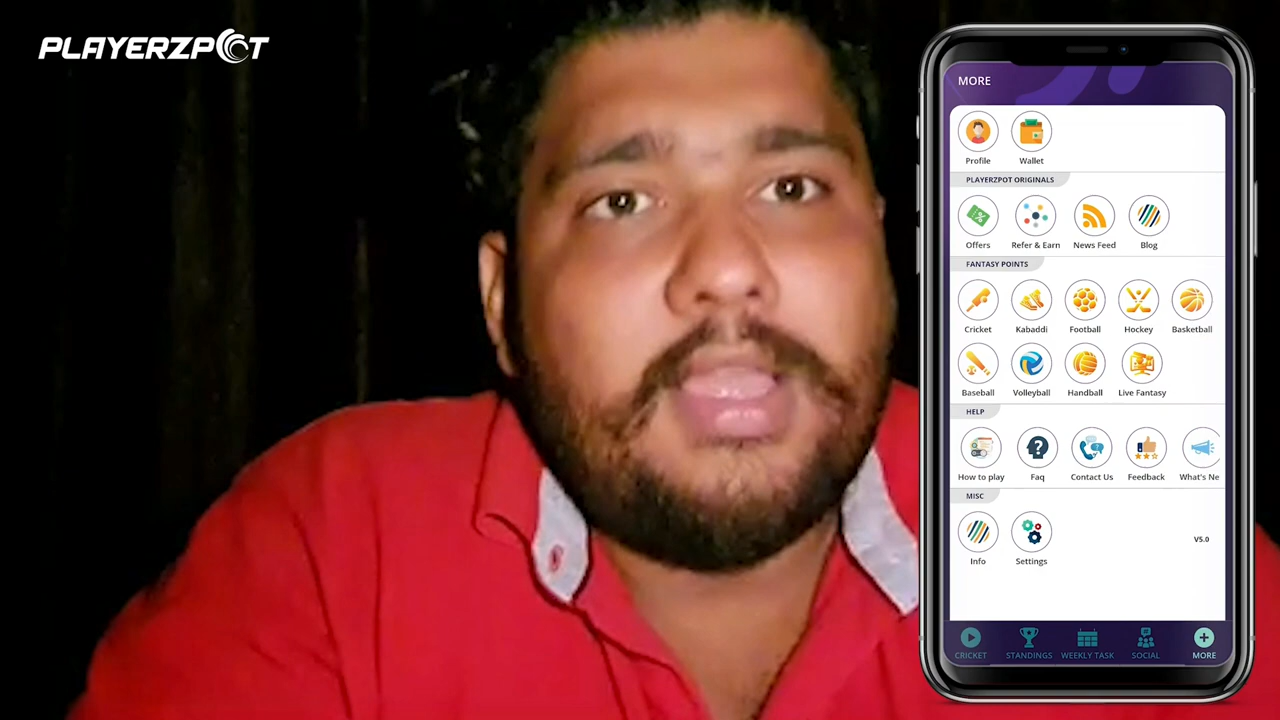 PLAYERZPOT
MORE
Profile Wallet
PLAYERZPOT ORIGINALS
Offers Refer & Earn News Feed Blog
FANTASY POINTS
Cricket Kabaddi Football Hockey Basketball
Baseball Volleyball Handball Live Fantasy
HELP
How to play Faq Contact Us Feedback What's Ne
MISC
V5.0
Info Settings
CRICKET STANDINGS WEEKLY TASK SOCIAL MORE